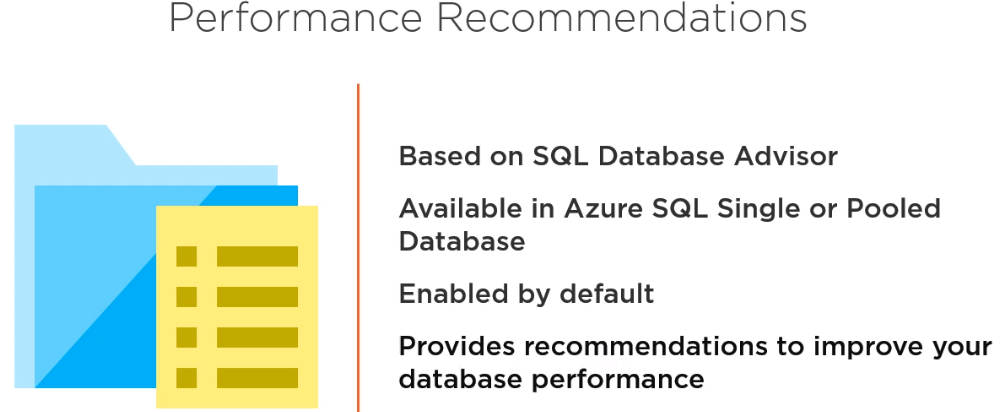 Performance Recommendations
Based on SQL Database Advisor
Available in Azure SQL Single or Pooled
Database
Enabled by default
Provides recommendations to improve your
database performance